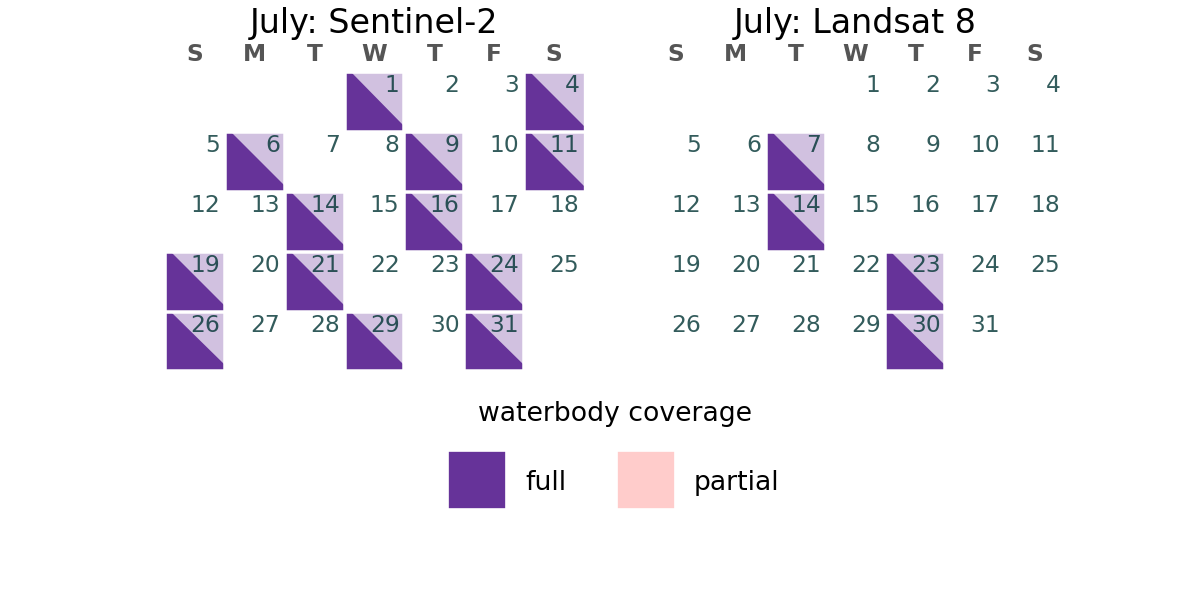 July: Sentinel-2
S M T W T F S
1 2 3 4
5 6 7 8 9 10 11
12 13 14 15 16 17 18
19 20 21 22 23 24 25
26 27 28 29 30 31
July: Landsat 8
S M T W T F S
1 2 3 4
5 6 7 8 9 10 11
12 13 14 15 16 17 18
19 20 21 22 23 24 25
26 27 28 29 30 31
waterbody coverage
full
partial